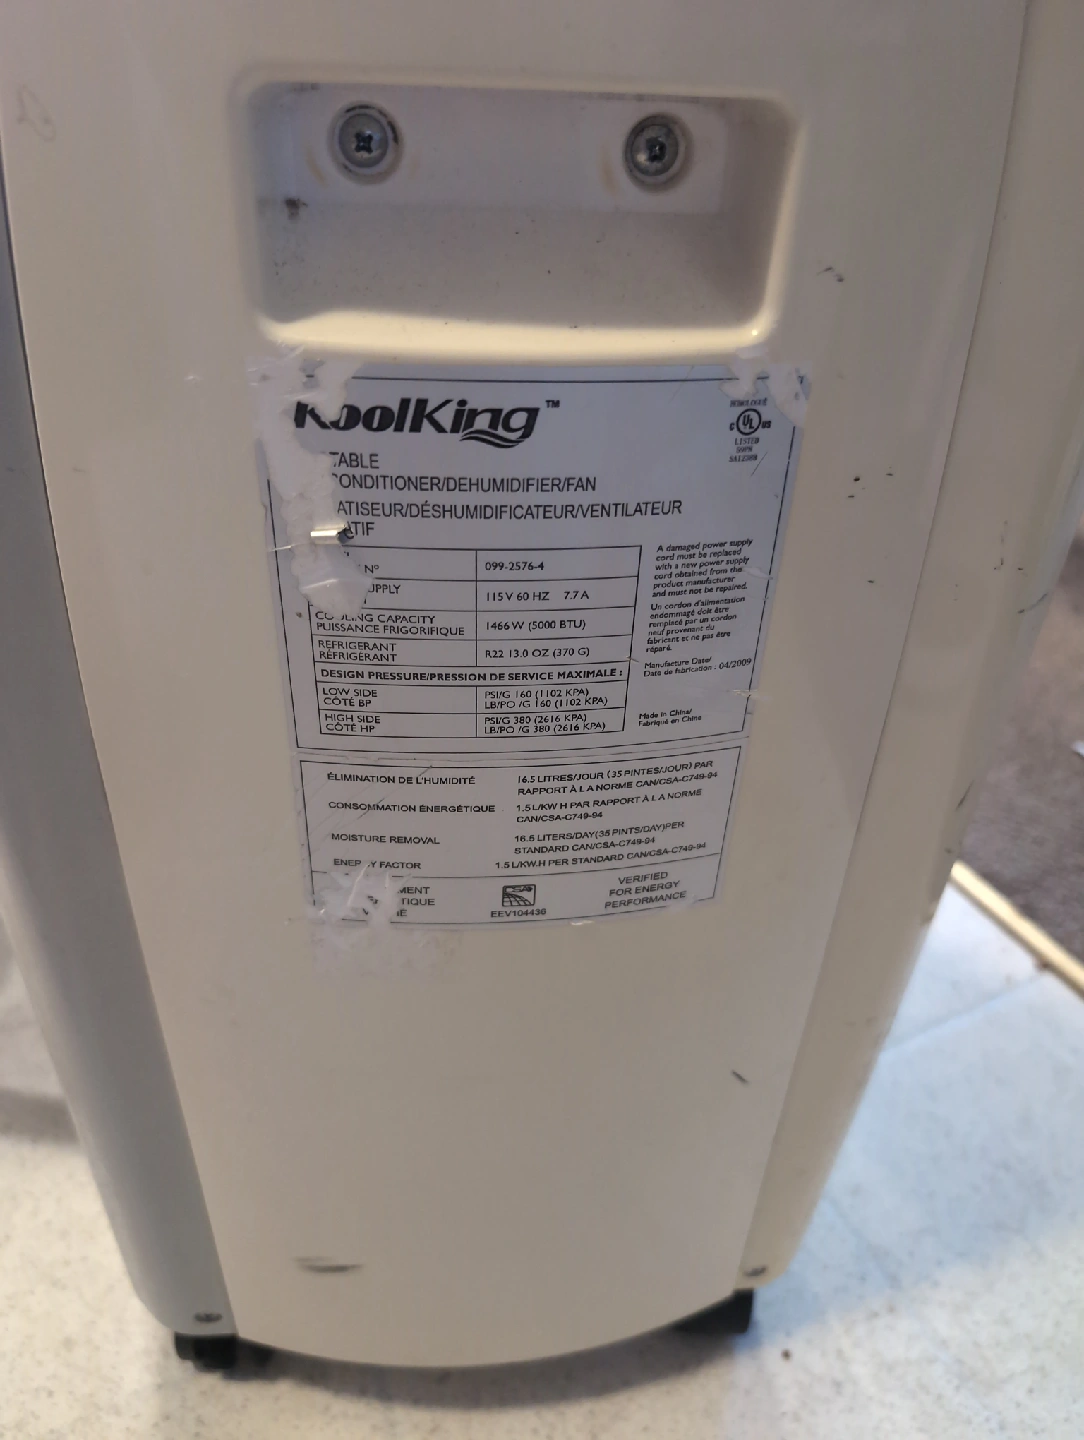 KoolKing™
C UL US
LISTED
TABLE
CONDITIONER/DEHUMIDIFIER/FAN
ATISEUR/DÉSHUMIDIFICATEUR/VENTILATEUR
ATIF
N°
099-2576-4
UPPLY
115V 60 HZ 7.7A
COOLING CAPACITY
PUISSANCE FRIGORIFIQUE
1466W (5000 BTU)
REFRIGERANT
RÉFRIGÉRANT
R22 13.0 OZ (370 G)
DESIGN PRESSURE/PRESSION DE SERVICE MAXIMALE :
LOW SIDE
CÔTÉ BP
PSI/G 160 (1102 KPA)
LB/PO /G 160 (1102 KPA)
HIGH SIDE
CÔTÉ HP
PSI/G 380 (2616 KPA)
LB/PO /G 380 (2616 KPA)
A damaged power supply
cord must be replaced
with a new power supply
cord obtained from the
product manufacturer
and must not be repaired.
Un cordon d'alimentation
endommagé doit être
remplacé par un cordon
neuf provenant du
fabricant et ne pas être
réparé.
Manufacture Date/
Date de fabrication : 04/2009
Made in China/
Fabriqué en Chine
ÉLIMINATION DE L'HUMIDITÉ
16.5 LITRES/JOUR (35 PINTES/JOUR) PAR
RAPPORT À LA NORME CAN/CSA-C749-94
CONSOMMATION ÉNERGÉTIQUE
1.5 L/KW H PAR RAPPORT À LA NORME
CAN/CSA-C749-94
MOISTURE REMOVAL
16.5 LITERS/DAY(35 PINTS/DAY)PER
STANDARD CAN/CSA-C749-94
ENERGY FACTOR
1.5 L/KW.H PER STANDARD CAN/CSA-C749-94
MENT
TIQUE
IÉ
EEV104436
VERIFIED
FOR ENERGY
PERFORMANCE